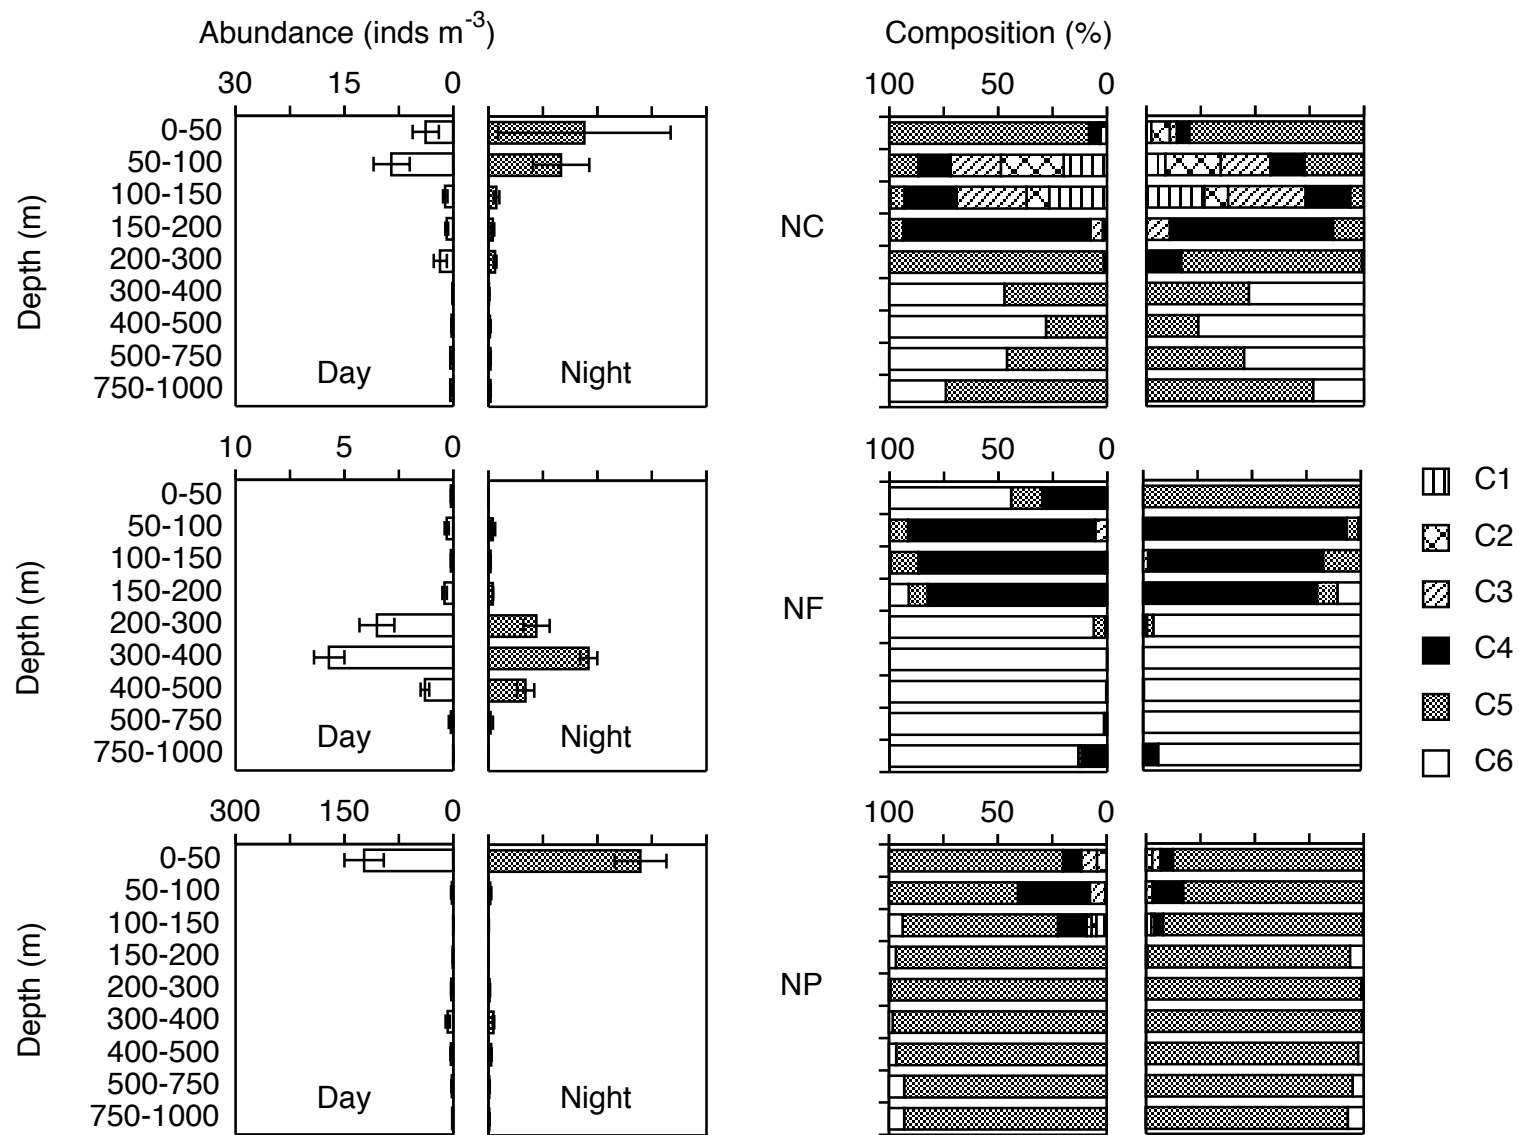 Abundance (inds m-3)
Composition (%)
30 15 0
100 50 0
Depth (m)
0-50
50-100
100-150
150-200
200-300
300-400
400-500
500-750
750-1000
Day
Night
NC
10 5 0
100 50 0
Depth (m)
0-50
50-100
100-150
150-200
200-300
300-400
400-500
500-750
750-1000
Day
Night
NF
C1
C2
C3
C4
C5
C6
300 150 0
100 50 0
Depth (m)
0-50
50-100
100-150
150-200
200-300
300-400
400-500
500-750
750-1000
Day
Night
NP